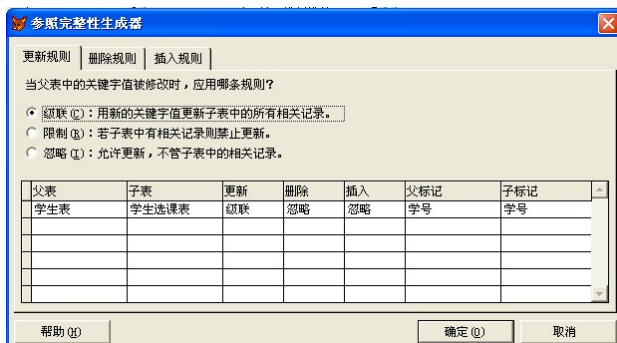 参照完整性生成器
更新规则 删除规则 插入规则
当父表中的关键字值被修改时，应用哪条规则?
级联(C)：用新的关键字值更新子表中的所有相关记录。
限制(R)：若子表中有相关记录则禁止更新。
忽略(I)：允许更新，不管子表中的相关记录。
父表 子表 更新 删除 插入 父标记 子标记
学生表 学生选课表 级联 忽略 忽略 学号 学号
帮助(H) 确定(O) 取消